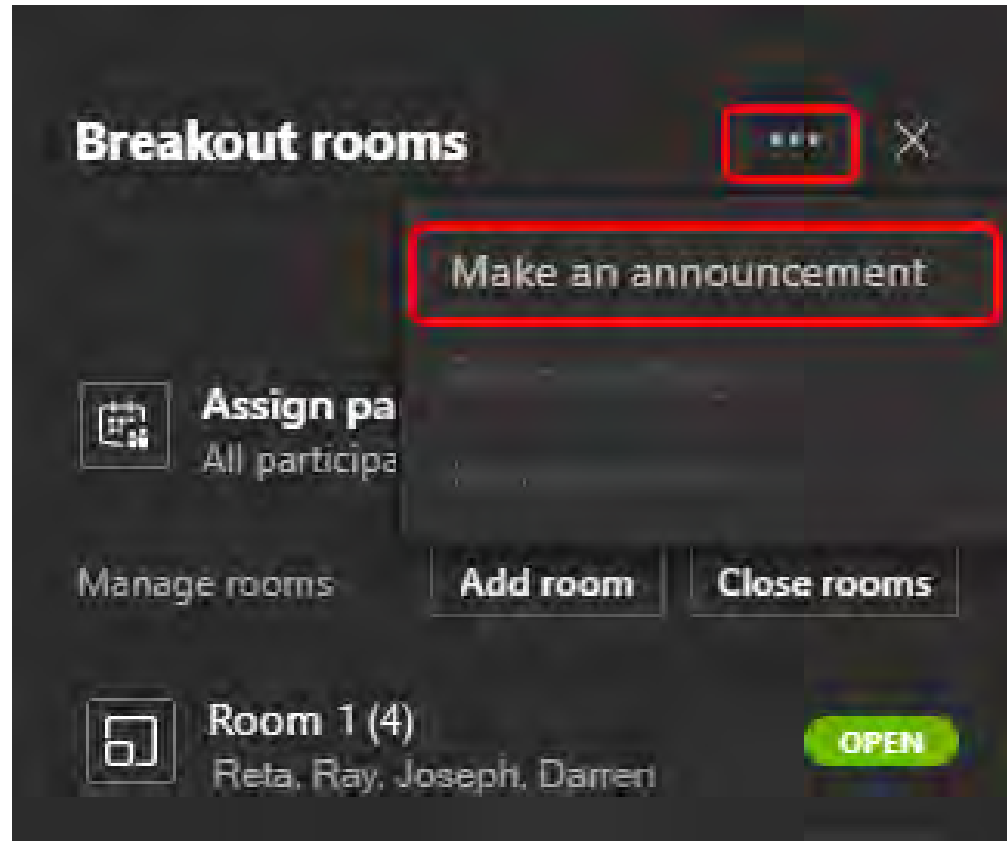 Breakout rooms
Make an announcement
Assign pa
All participa
Manage rooms
Add room
Close rooms
Room 1 (4)
OPEN
Reta, Ray, Joseph, Darren